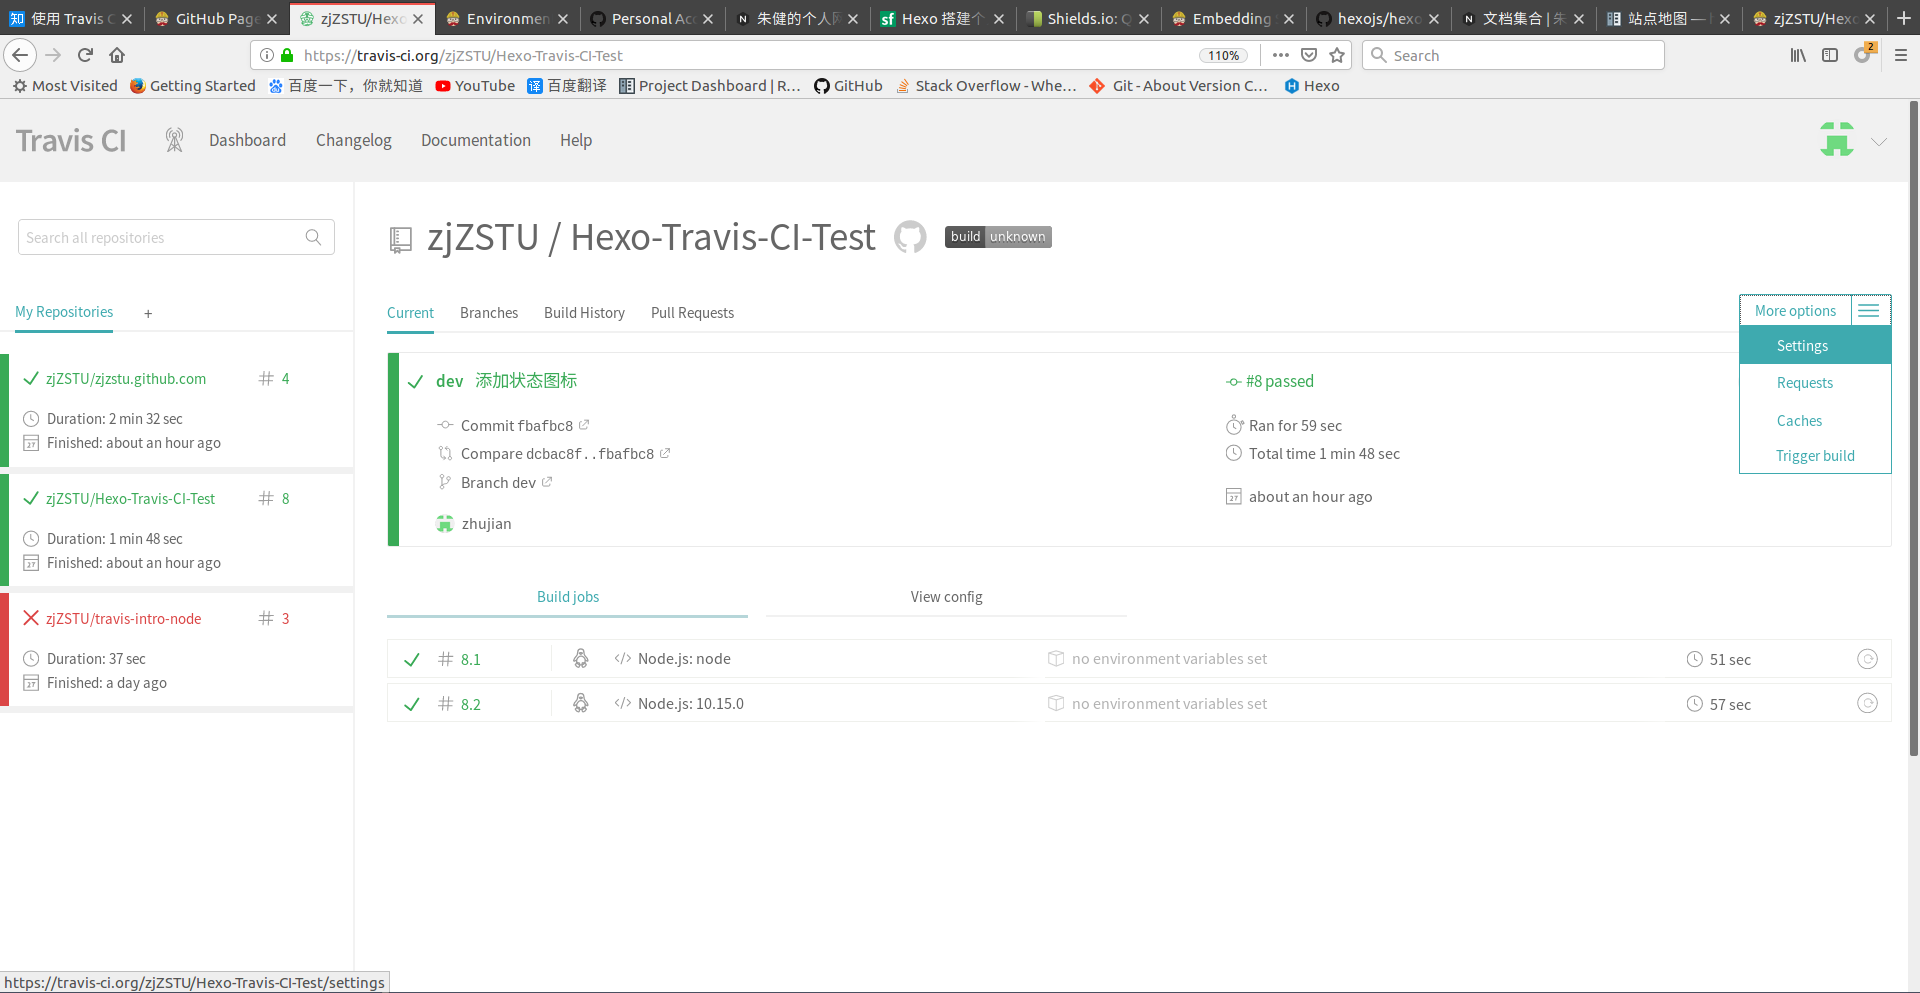 使用 Travis C
GitHub Page
zjZSTU/Hexo
Environmen
Personal Acc
朱健的个人网
Hexo 搭建个
Shields.io: Q
Embedding
hexojs/hexo
文档集合 | 朱
站点地图 —
zjZSTU/Hexo
https://travis-ci.org/zjZSTU/Hexo-Travis-CI-Test
110%
Search
2
Most Visited
Getting Started
百度一下，你就知道
YouTube
百度翻译
Project Dashboard | R...
GitHub
Stack Overflow - Whe...
Git - About Version C...
Hexo
Travis CI
Dashboard
Changelog
Documentation
Help
Search all repositories
My Repositories
+
zjZSTU/zjzstu.github.com # 4
Duration: 2 min 32 sec
Finished: about an hour ago
zjZSTU/Hexo-Travis-CI-Test # 8
Duration: 1 min 48 sec
Finished: about an hour ago
zjZSTU/travis-intro-node # 3
Duration: 37 sec
Finished: a day ago
zjZSTU / Hexo-Travis-CI-Test
build unknown
Current
Branches
Build History
Pull Requests
More options
Settings
Requests
Caches
Trigger build
dev 添加状态图标
Commit fbafbc8
Compare dcbac8f..fbafbc8
Branch dev
zhujian
#8 passed
Ran for 59 sec
Total time 1 min 48 sec
about an hour ago
Build jobs
View config
# 8.1 </> Node.js: node no environment variables set 51 sec
# 8.2 </> Node.js: 10.15.0 no environment variables set 57 sec
https://travis-ci.org/zjZSTU/Hexo-Travis-CI-Test/settings